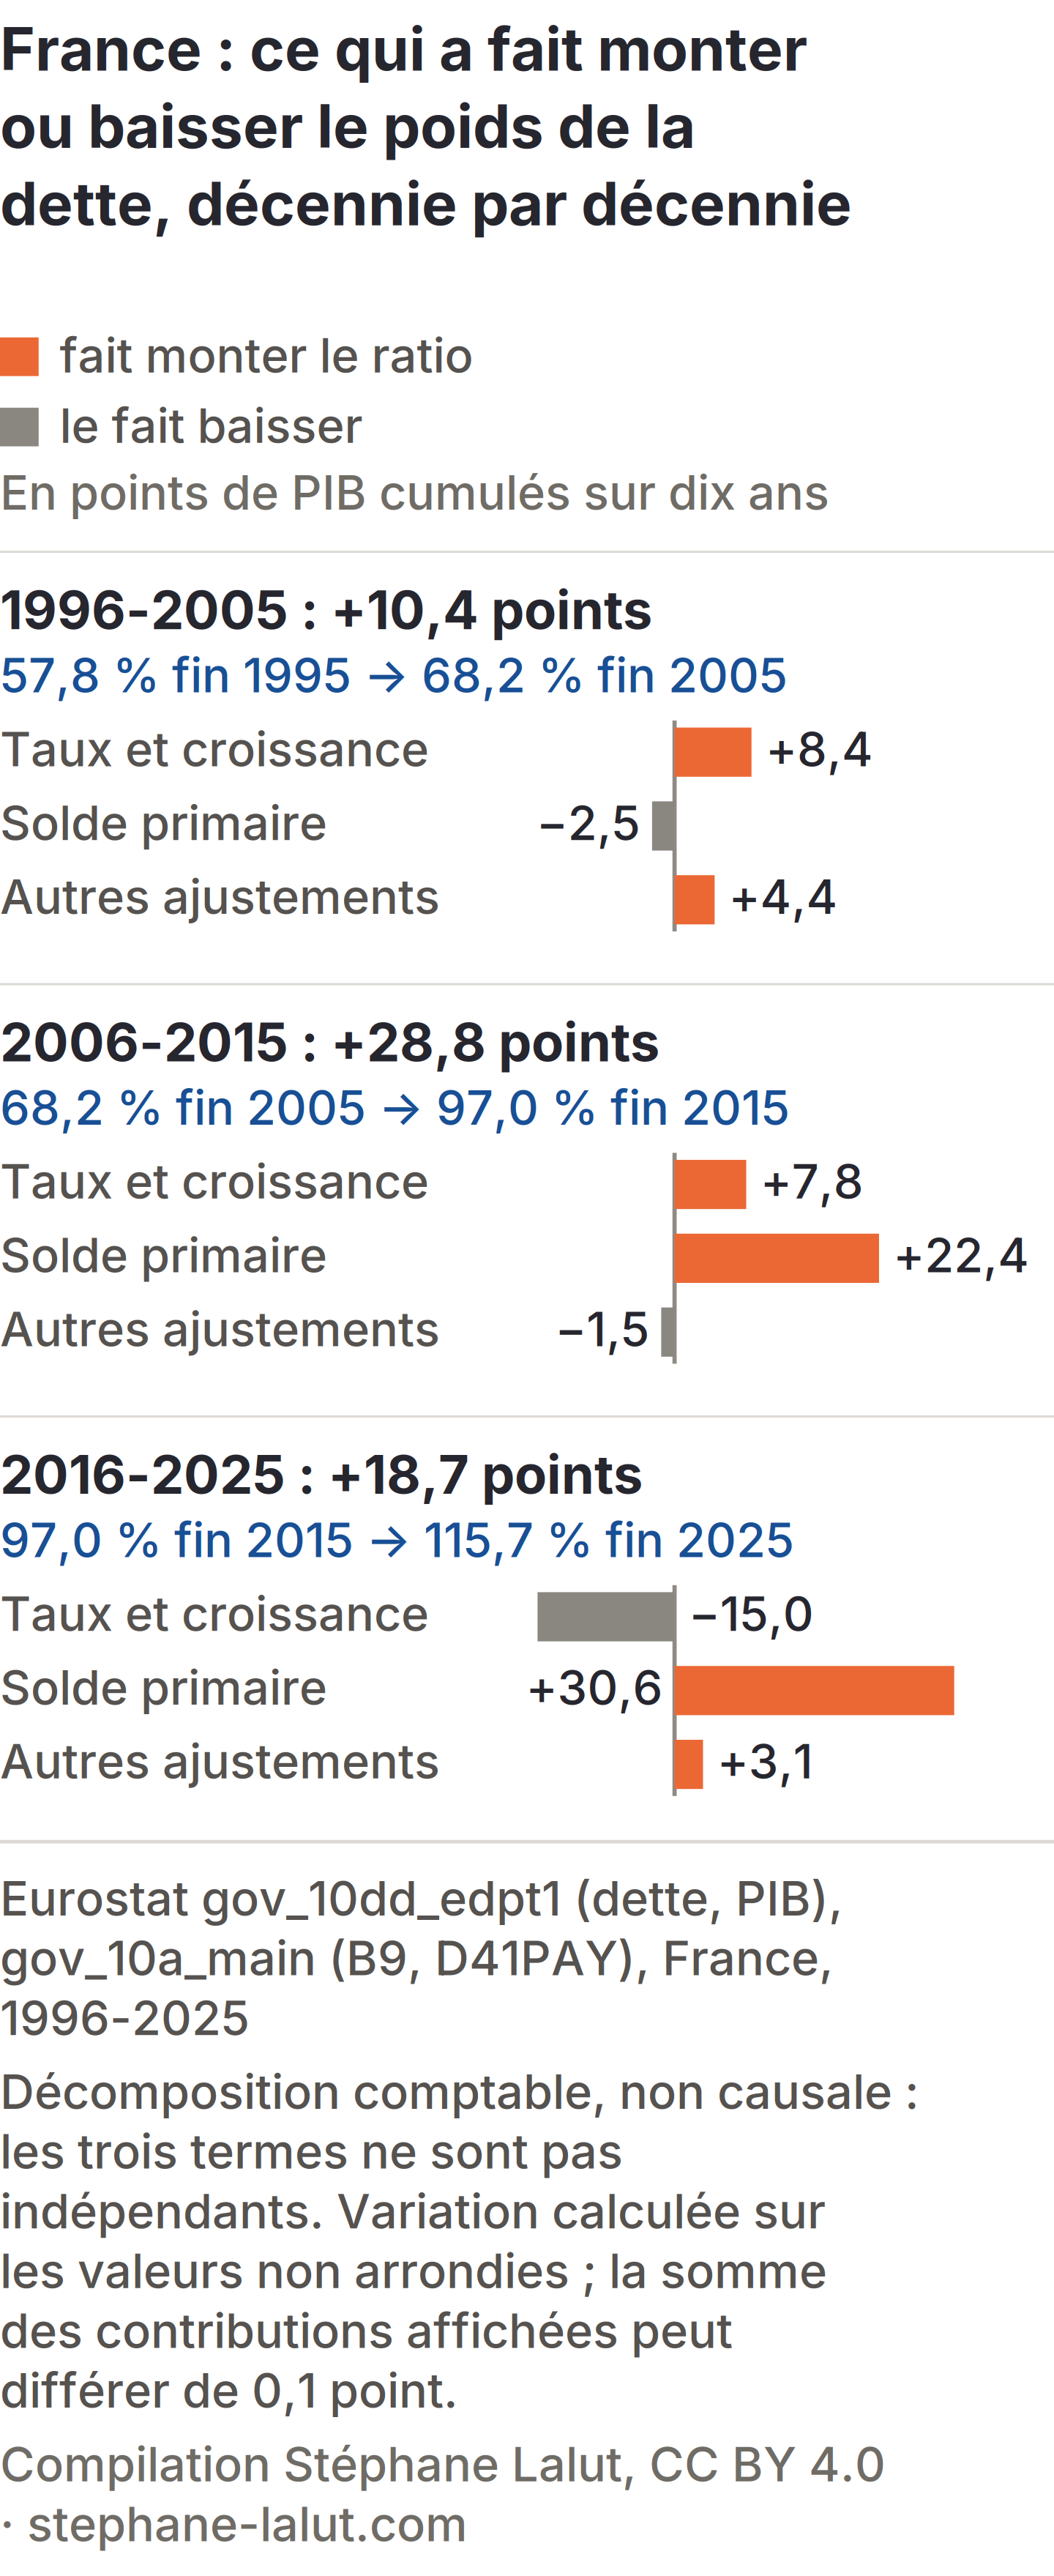 France : ce qui a fait monter
ou baisser le poids de la
dette, décennie par décennie
fait monter le ratio
le fait baisser
En points de PIB cumulés sur dix ans
1996-2005 : +10,4 points
57,8 % fin 1995 → 68,2 % fin 2005
Taux et croissance +8,4
Solde primaire −2,5
Autres ajustements +4,4
2006-2015 : +28,8 points
68,2 % fin 2005 → 97,0 % fin 2015
Taux et croissance +7,8
Solde primaire +22,4
Autres ajustements −1,5
2016-2025 : +18,7 points
97,0 % fin 2015 → 115,7 % fin 2025
Taux et croissance −15,0
Solde primaire +30,6
Autres ajustements +3,1
Eurostat gov_10dd_edpt1 (dette, PIB),
gov_10a_main (B9, D41PAY), France,
1996-2025
Décomposition comptable, non causale :
les trois termes ne sont pas
indépendants. Variation calculée sur
les valeurs non arrondies ; la somme
des contributions affichées peut
différer de 0,1 point.
Compilation Stéphane Lalut, CC BY 4.0
· stephane-lalut.com